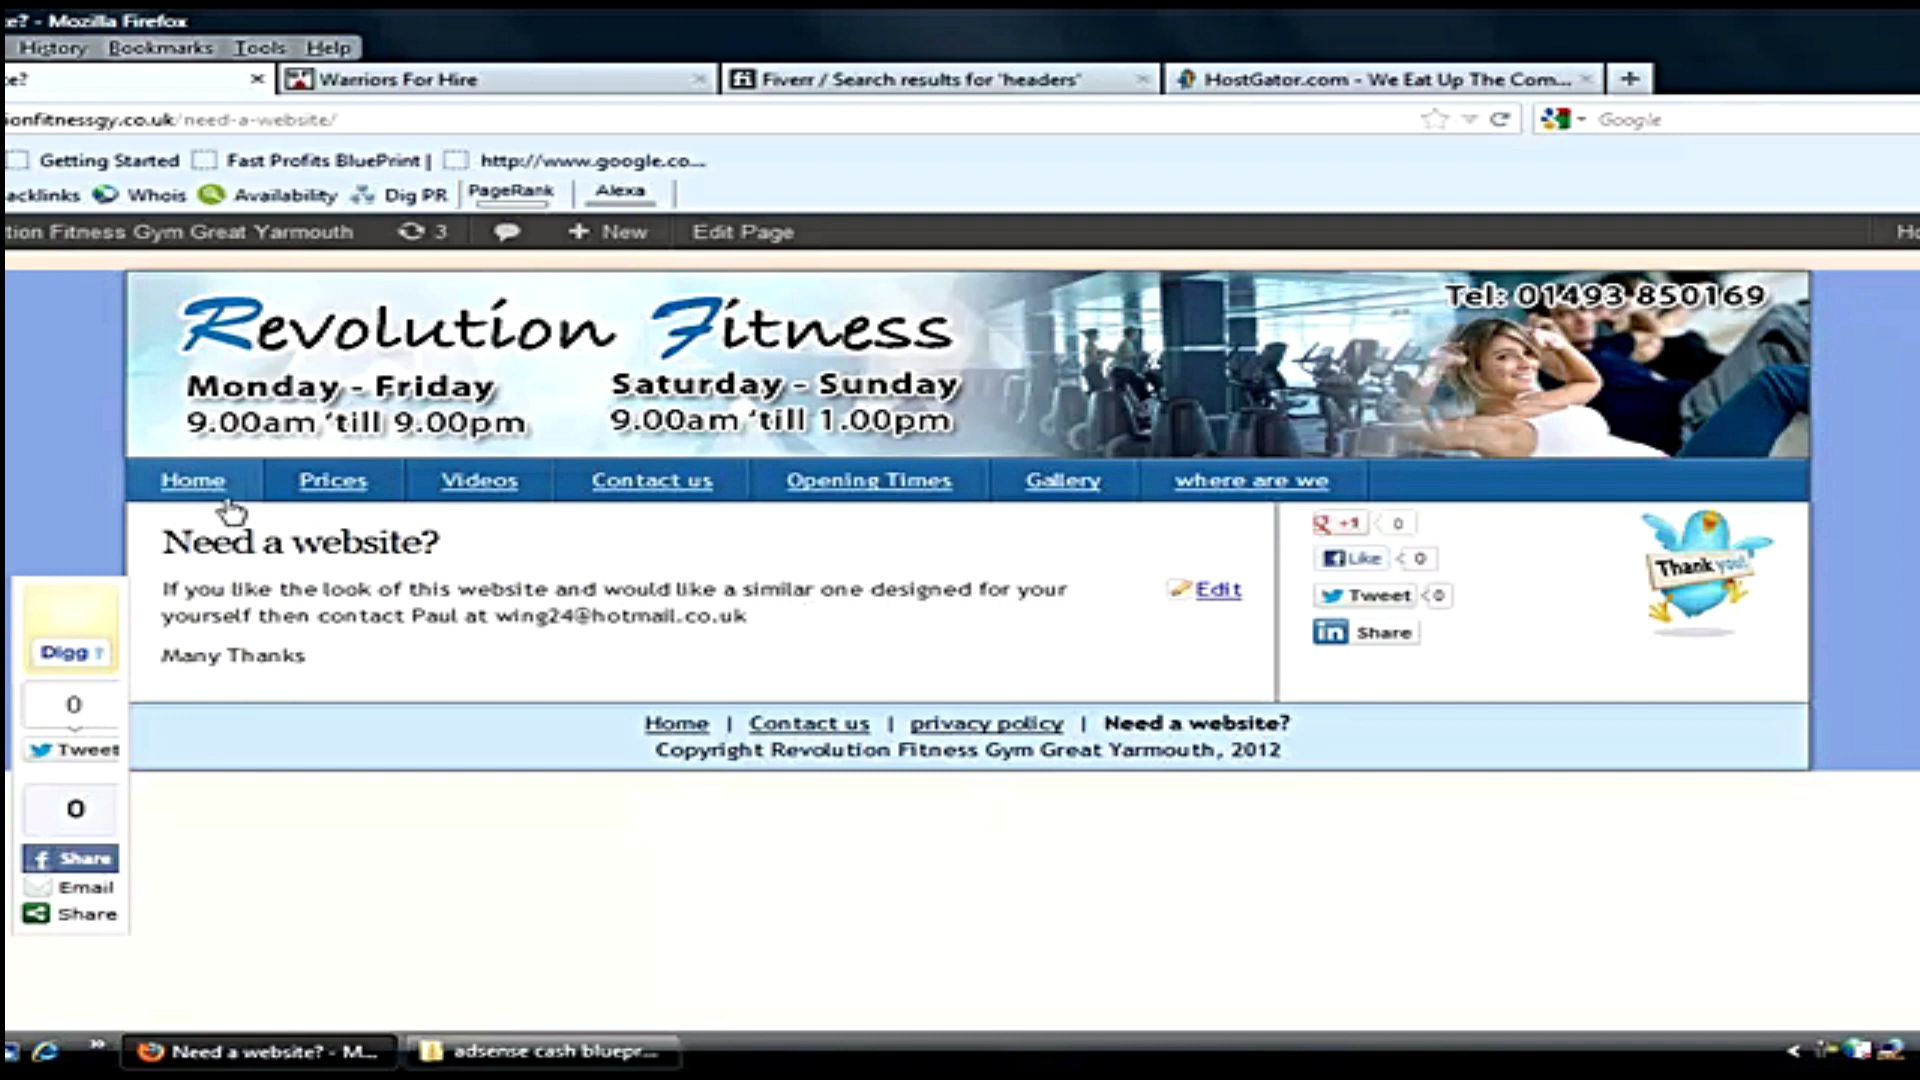 e? - Mozilla Firefox
History Bookmarks Tools Help
e?
Warriors For Hire
Fiverr / Search results for 'headers'
HostGator.com - We Eat Up The Com...
ionfitnessgy.co.uk/need-a-website/
Google
Getting Started Fast Profits BluePrint | http://www.google.co...
acklinks Whois Availability Dig PR PageRank Alexa
tion Fitness Gym Great Yarmouth 3 + New Edit Page Ho
Tel: 01493 850169
Revolution Fitness
Monday - Friday
9.00am 'till 9.00pm
Saturday - Sunday
9.00am 'till 1.00pm
Home Prices Videos Contact us Opening Times Gallery where are we
Need a website?
If you like the look of this website and would like a similar one designed for your
yourself then contact Paul at wing24@hotmail.co.uk
Many Thanks
Edit
+1 0
Like 0
Tweet 0
in Share
Thank you!
Digg
0
Tweet
0
f Share
Email
Share
Home | Contact us | privacy policy | Need a website?
Copyright Revolution Fitness Gym Great Yarmouth, 2012
Need a website? - M...
adsense cash bluepr...